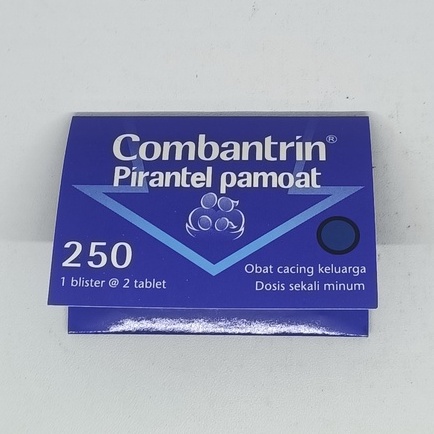 Combantrin®
Pirantel pamoat
250
1 blister @ 2 tablet
Obat cacing keluarga
Dosis sekali minum